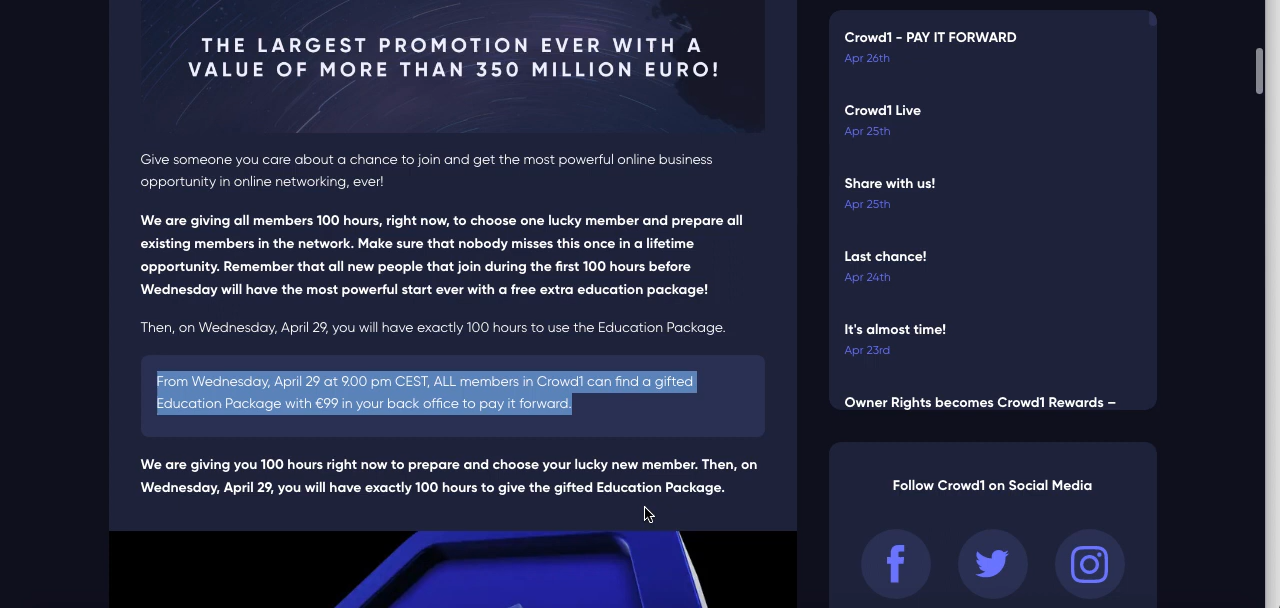 THE LARGEST PROMOTION EVER WITH A
VALUE OF MORE THAN 350 MILLION EURO!
Give someone you care about a chance to join and get the most powerful online business
opportunity in online networking, ever!
We are giving all members 100 hours, right now, to choose one lucky member and prepare all
existing members in the network. Make sure that nobody misses this once in a lifetime
opportunity. Remember that all new people that join during the first 100 hours before
Wednesday will have the most powerful start ever with a free extra education package!
Then, on Wednesday, April 29, you will have exactly 100 hours to use the Education Package.
From Wednesday, April 29 at 9.00 pm CEST, ALL members in Crowd1 can find a gifted
Education Package with €99 in your back office to pay it forward.
We are giving you 100 hours right now to prepare and choose your lucky new member. Then, on
Wednesday, April 29, you will have exactly 100 hours to give the gifted Education Package.
Crowd1 - PAY IT FORWARD
Apr 26th
Crowd1 Live
Apr 25th
Share with us!
Apr 25th
Last chance!
Apr 24th
It's almost time!
Apr 23rd
Owner Rights becomes Crowd1 Rewards –
Follow Crowd1 on Social Media